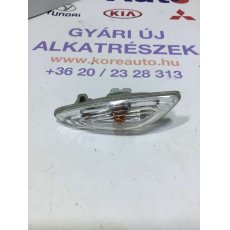 HYUNDAI
KIA
GYÁRI ÚJ
ALKATRÉSZEK
www.koreauto.hu
+36 20 / 23 28 313